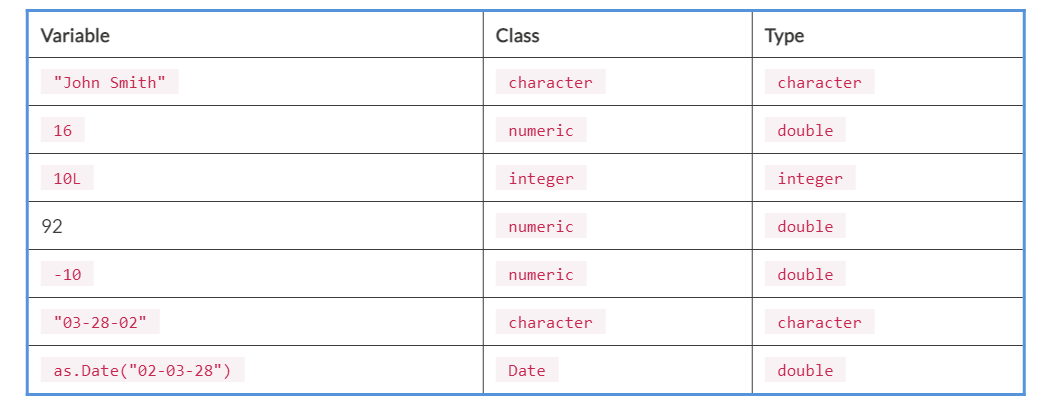 Variable Class Type
"John Smith" character character
16 numeric double
10L integer integer
92 numeric double
-10 numeric double
"03-28-02" character character
as.Date("02-03-28") Date double